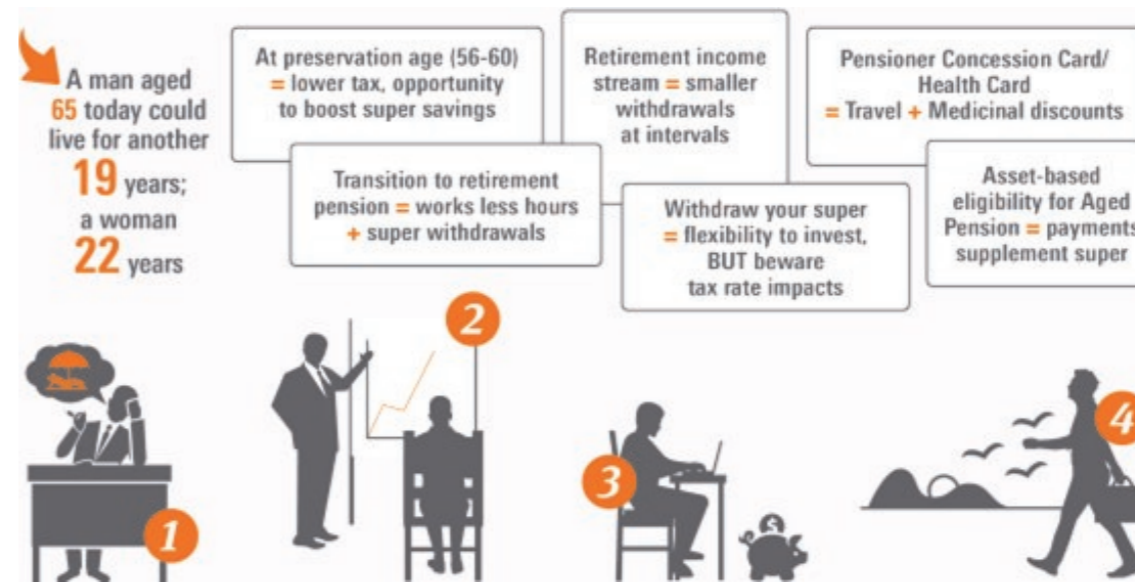 A man aged
65 today could
live for another
19 years;
a woman
22 years
At preservation age (56-60)
= lower tax, opportunity
to boost super savings
Transition to retirement
pension = works less hours
+ super withdrawals
Retirement income
stream = smaller
withdrawals
at intervals
Withdraw your super
= flexibility to invest,
BUT beware
tax rate impacts
Pensioner Concession Card/
Health Card
= Travel + Medicinal discounts
Asset-based
eligibility for Aged
Pension = payments
supplement super
1
2
3
$
4